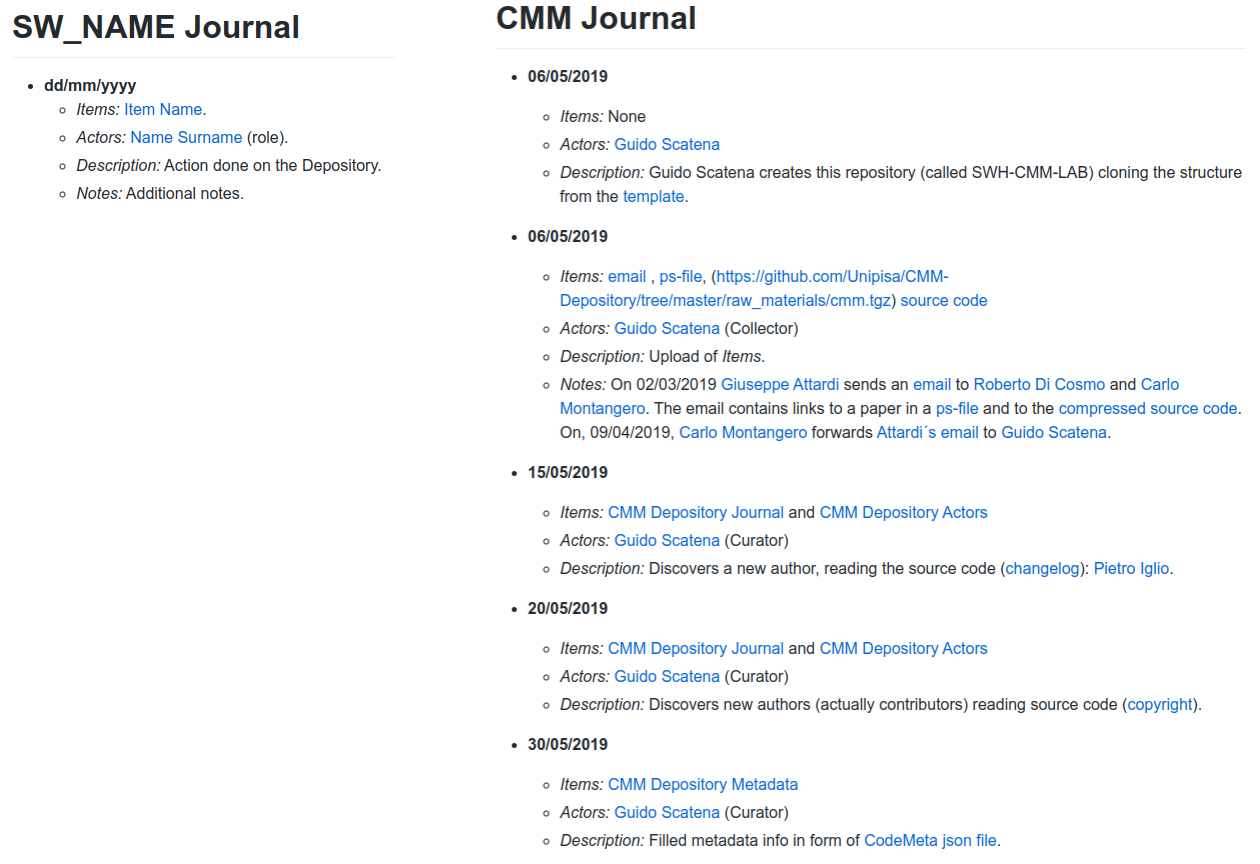 SW_NAME Journal
dd/mm/yyyy
Items: Item Name.
Actors: Name Surname (role).
Description: Action done on the Depository.
Notes: Additional notes.
CMM Journal
06/05/2019
Items: None
Actors: Guido Scatena
Description: Guido Scatena creates this repository (called SWH-CMM-LAB) cloning the structure
from the template.
06/05/2019
Items: email , ps-file, (https://github.com/Unipisa/CMM-
Depository/tree/master/raw_materials/cmm.tgz) source code
Actors: Guido Scatena (Collector)
Description: Upload of Items.
Notes: On 02/03/2019 Giuseppe Attardi sends an email to Roberto Di Cosmo and Carlo
Montangero. The email contains links to a paper in a ps-file and to the compressed source code.
On, 09/04/2019, Carlo Montangero forwards Attardi´s email to Guido Scatena.
15/05/2019
Items: CMM Depository Journal and CMM Depository Actors
Actors: Guido Scatena (Curator)
Description: Discovers a new author, reading the source code (changelog): Pietro Iglio.
20/05/2019
Items: CMM Depository Journal and CMM Depository Actors
Actors: Guido Scatena (Curator)
Description: Discovers new authors (actually contributors) reading source code (copyright).
30/05/2019
Items: CMM Depository Metadata
Actors: Guido Scatena (Curator)
Description: Filled metadata info in form of CodeMeta json file.